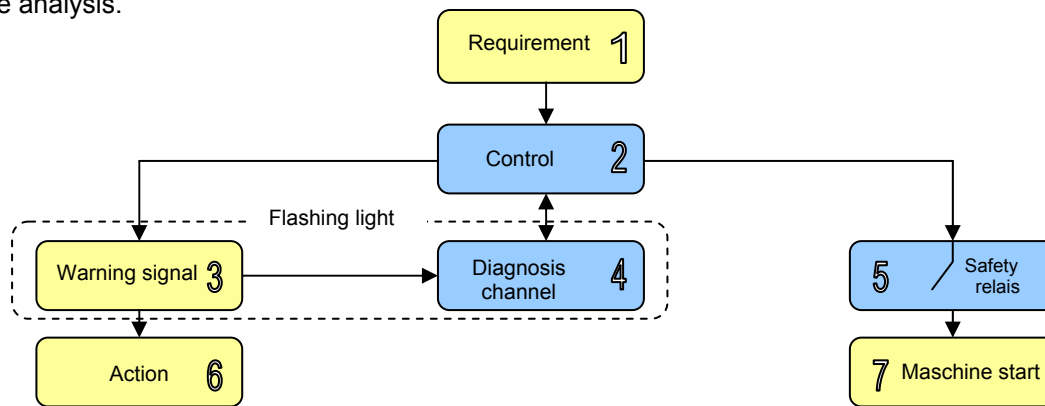 e analysis.
Requirement 1
Control 2
Flashing light
Warning signal 3
Diagnosis
channel 4
5 Safety
relais
Action 6
7 Maschine start